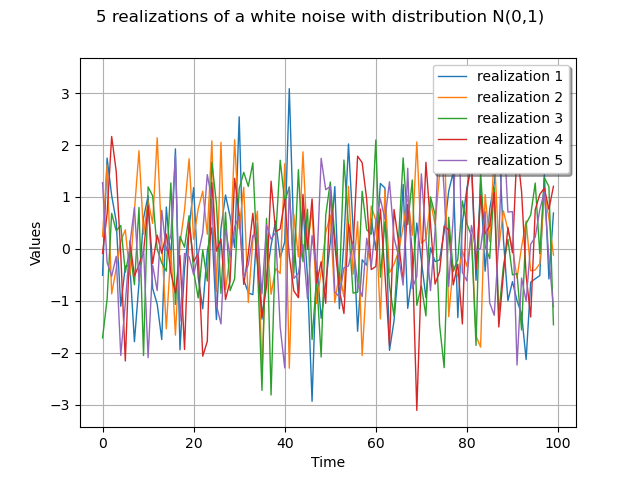 5 realizations of a white noise with distribution N(0,1)
realization 1
realization 2
realization 3
realization 4
realization 5
Values
3
2
1
0
−1
−2
−3
0 20 40 60 80 100
Time